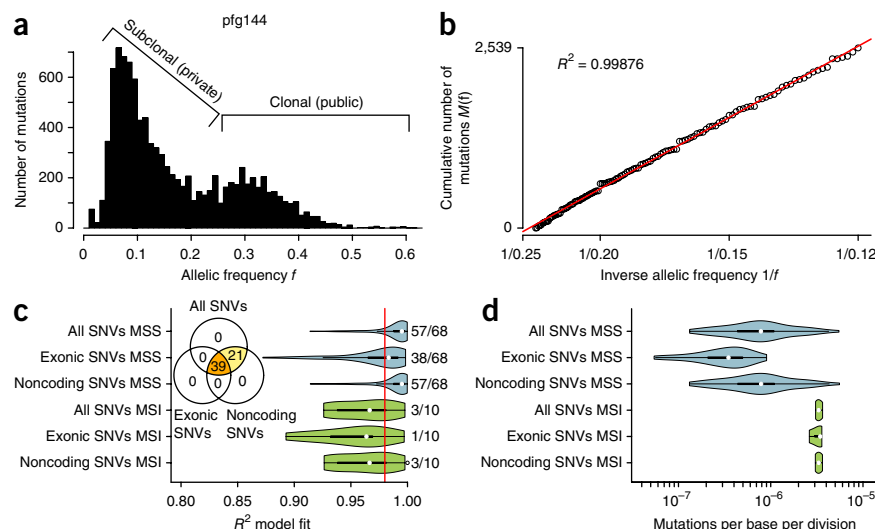 a
pfg144
Subclonal (private)
Clonal (public)
Number of mutations
600
400
200
0
0
0.1
0.2
0.3
0.4
0.5
0.6
Allelic frequency f
b
2,539
R² = 0.99876
Cumulative number of
mutations M(f)
0
1/0.25
1/0.20
1/0.15
1/0.12
Inverse allelic frequency 1/f
c
All SNVs
0
0
21
39
0
0
0
Exonic
SNVs
Noncoding
SNVs
All SNVs MSS
57/68
Exonic SNVs MSS
38/68
Noncoding SNVs MSS
57/68
All SNVs MSI
3/10
Exonic SNVs MSI
1/10
Noncoding SNVs MSI
3/10
0.80
0.85
0.90
0.95
1.00
R² model fit
d
All SNVs MSS
Exonic SNVs MSS
Noncoding SNVs MSS
All SNVs MSI
Exonic SNVs MSI
Noncoding SNVs MSI
10⁻⁷
10⁻⁶
10⁻⁵
Mutations per base per division